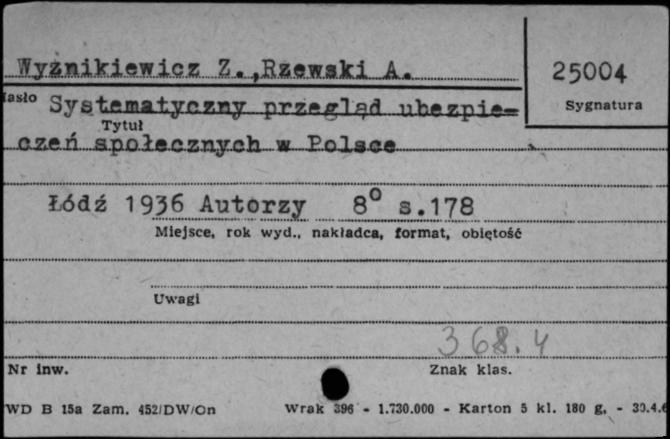 Wyżnikiewicz Z.,Rzewski A.
25004
Hasło Systematyczny przegląd ubezpie=
Sygnatura
Tytuł
czeń społecznych w Polsce
Łódź 1936 Autorzy 8° s.178
Miejsce, rok wyd., nakładca, format, objętość
Uwagi
368.4
Nr inw.
Znak klas.
WD B 15a Zam. 452/DW/On Wrak 396 - 1.730.000 - Karton 5 kl. 180 g, - 30.4.6